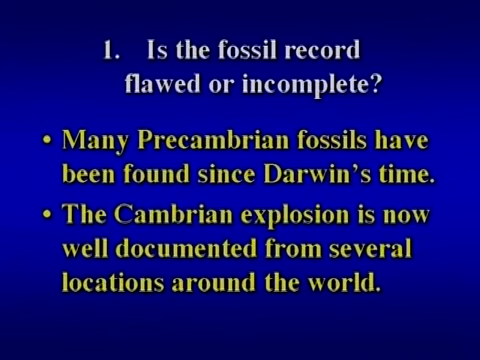 1. Is the fossil record
flawed or incomplete?
• Many Precambrian fossils have
been found since Darwin's time.
• The Cambrian explosion is now
well documented from several
locations around the world.